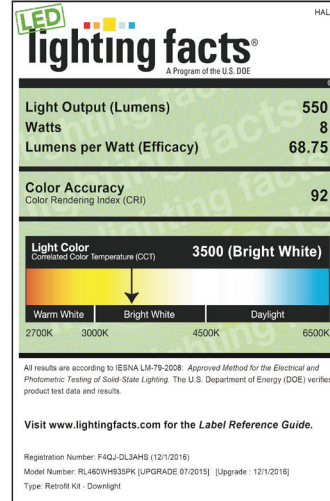 LED
HAL
lighting facts®
A Program of the U.S. DOE
Light Output (Lumens) 550
Watts 8
Lumens per Watt (Efficacy) 68.75
Color Accuracy
Color Rendering Index (CRI) 92
Light Color
Correlated Color Temperature (CCT) 3500 (Bright White)
Warm White Bright White Daylight
2700K 3000K 4500K 6500K
All results are according to IESNA LM-79-2008: Approved Method for the Electrical and
Photometric Testing of Solid-State Lighting. The U.S. Department of Energy (DOE) verifies
product test data and results.
Visit www.lightingfacts.com for the Label Reference Guide.
Registration Number: F4QJ-DL3AHS (12/1/2016)
Model Number: RL460WH935PK [UPGRADE 07/2015] [Upgrade : 12/1/2016]
Type: Retrofit Kit - Downlight